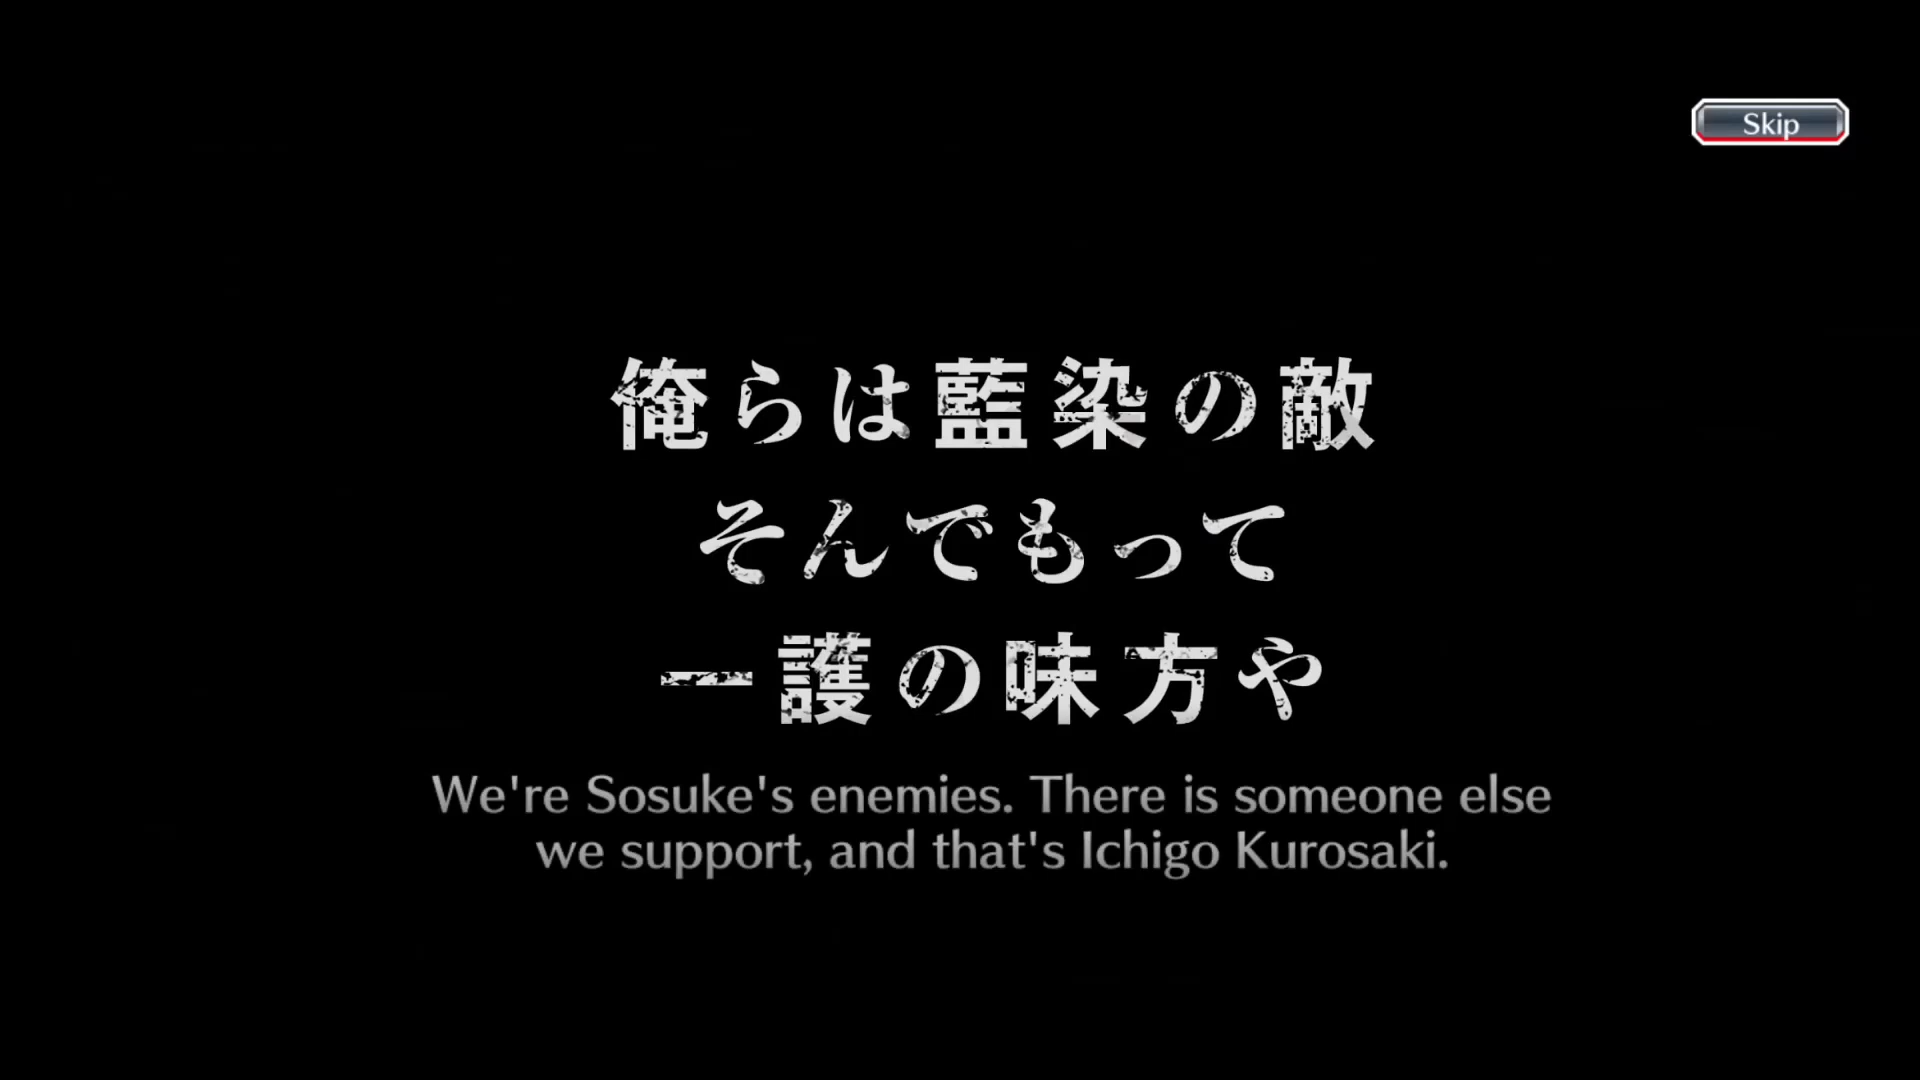 Skip
俺らは藍染の敵
そんでもって
一護の味方や
We're Sosuke's enemies. There is someone else
we support, and that's Ichigo Kurosaki.